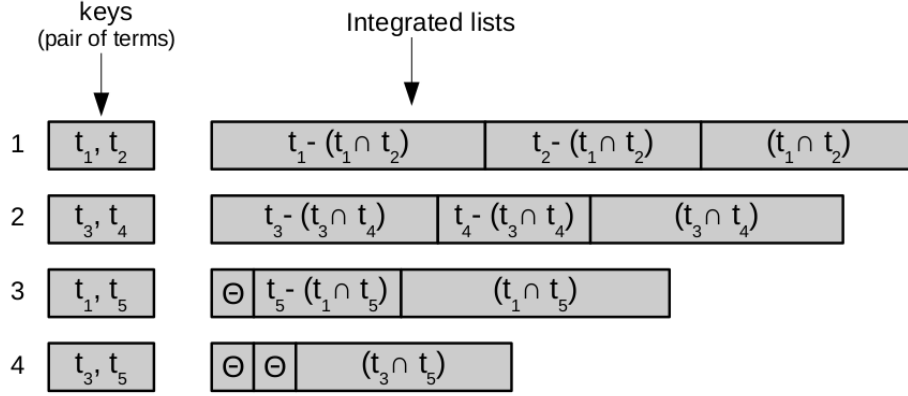 keys
(pair of terms)
Integrated lists
1 t₁, t₂ t₁- (t₁∩ t₂) t₂- (t₁∩ t₂) (t₁∩ t₂)
2 t₃, t₄ t₃- (t₃∩ t₄) t₄- (t₃∩ t₄) (t₃∩ t₄)
3 t₁, t₅ Θ t₅- (t₁∩ t₅) (t₁∩ t₅)
4 t₃, t₅ Θ Θ (t₃∩ t₅)